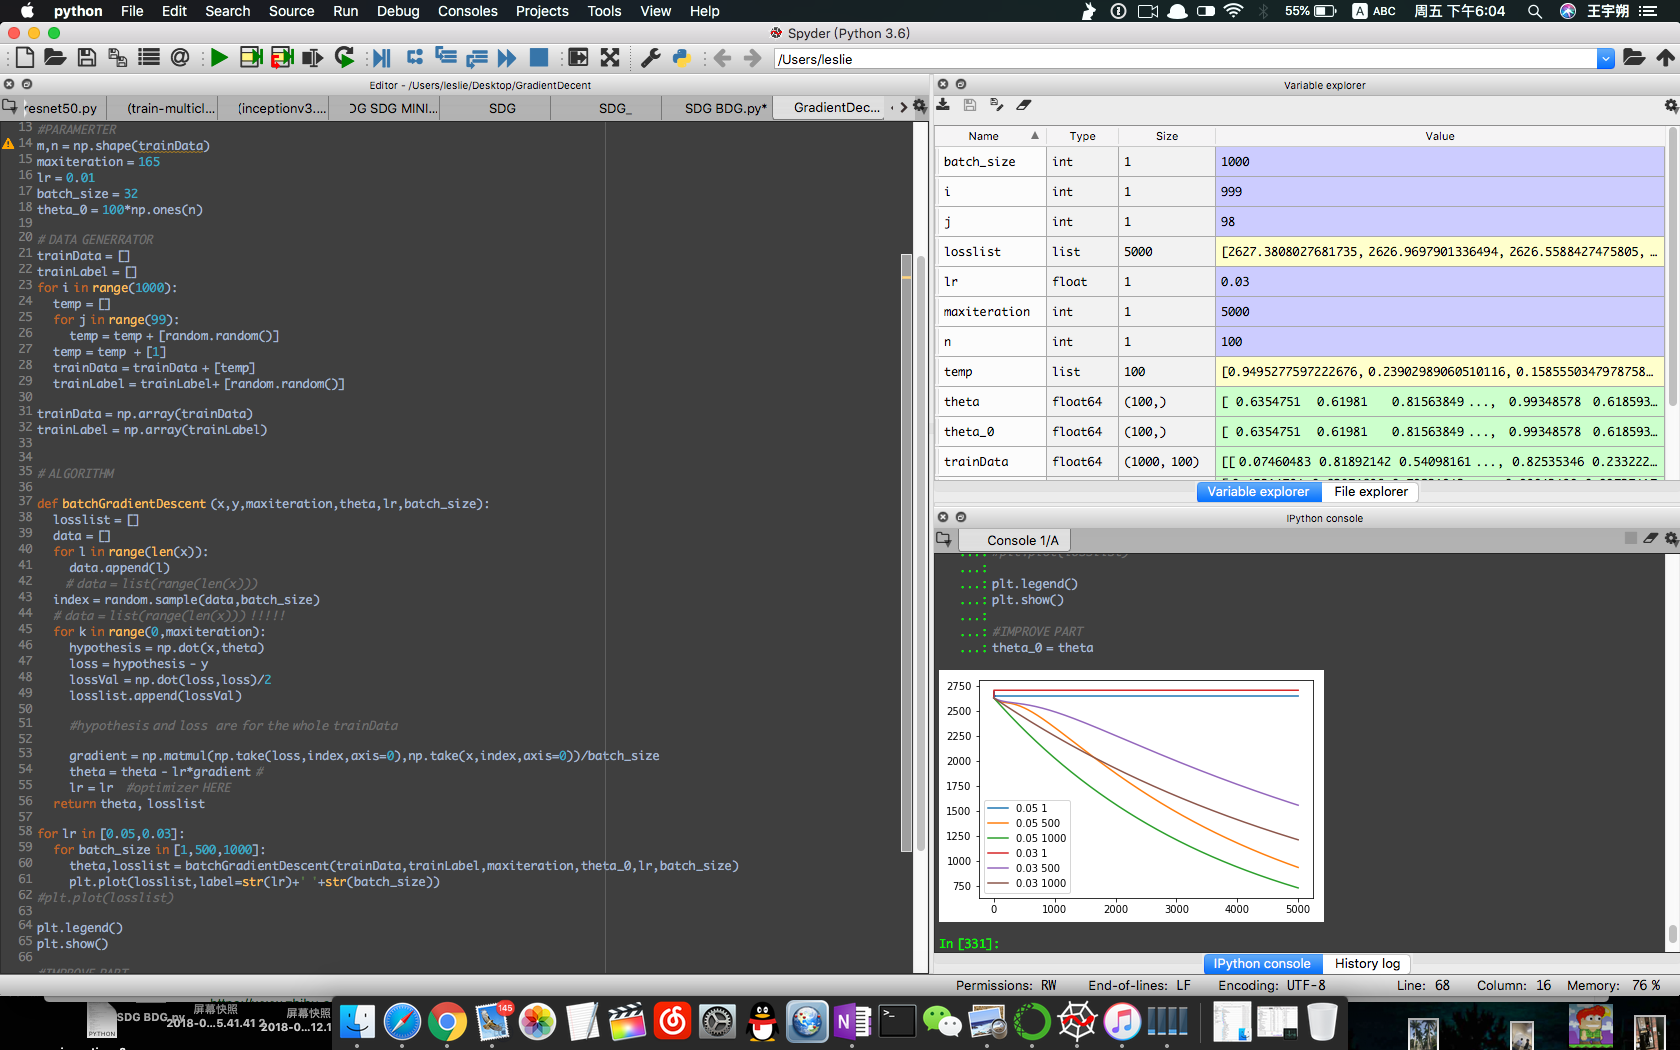 python File Edit Search Source Run Debug Consoles Projects Tools View Help 55% A ABC 周五 下午6:04 王宇朔
Spyder (Python 3.6)
/Users/leslie
Editor - /Users/leslie/Desktop/GradientDecent
esnet50.py (train-multicl... (inceptionv3.... OG SDG MINI... SDG SDG_ SDG BDG.py* GradientDec...
13 #PARAMERTER
14 m,n = np.shape(trainData)
15 maxiteration = 165
16 lr = 0.01
17 batch_size = 32
18 theta_0 = 100*np.ones(n)
19
20 # DATA GENERRATOR
21 trainData = []
22 trainLabel = []
23 for i in range(1000):
24 temp = []
25 for j in range(99):
26 temp = temp + [random.random()]
27 temp = temp + [1]
28 trainData = trainData + [temp]
29 trainLabel = trainLabel+ [random.random()]
30
31 trainData = np.array(trainData)
32 trainLabel = np.array(trainLabel)
33
34
35 # ALGORITHM
36
37 def batchGradientDescent (x,y,maxiteration,theta,lr,batch_size):
38 losslist = []
39 data = []
40 for l in range(len(x)):
41 data.append(l)
42 # data = list(range(len(x)))
43 index = random.sample(data,batch_size)
44 # data = list(range(len(x))) !!!!!
45 for k in range(0,maxiteration):
46 hypothesis = np.dot(x,theta)
47 loss = hypothesis - y
48 lossVal = np.dot(loss,loss)/2
49 losslist.append(lossVal)
50
51 #hypothesis and loss are for the whole trainData
52
53 gradient = np.matmul(np.take(loss,index,axis=0),np.take(x,index,axis=0))/batch_size
54 theta = theta - lr*gradient #
55 lr = lr #optimizer HERE
56 return theta, losslist
57
58 for lr in [0.05,0.03]:
59 for batch_size in [1,500,1000]:
60 theta,losslist = batchGradientDescent(trainData,trainLabel,maxiteration,theta_0,lr,batch_size)
61 plt.plot(losslist,label=str(lr)+' '+str(batch_size))
62 #plt.plot(losslist)
63
64 plt.legend()
65 plt.show()
66
#IMPROVE PART
Variable explorer
Name Type Size Value
batch_size int 1 1000
i int 1 999
j int 1 98
losslist list 5000 [2627.3808027681735, 2626.9697901336494, 2626.5588427475805, ...
lr float 1 0.03
maxiteration int 1 5000
n int 1 100
temp list 100 [0.9495277597222676, 0.23902989060510116, 0.1585550347978758...
theta float64 (100,) [ 0.6354751 0.61981 0.81563849 ..., 0.99348578 0.618593...
theta_0 float64 (100,) [ 0.6354751 0.61981 0.81563849 ..., 0.99348578 0.618593...
trainData float64 (1000, 100) [[ 0.07460483 0.81892142 0.54098161 ..., 0.82535346 0.233222...
Variable explorer File explorer
IPython console
Console 1/A
...: #plt.plot(losslist)
...:
...: plt.legend()
...: plt.show()
...:
...: #IMPROVE PART
...: theta_0 = theta
2750
2500
2250
2000
1750
1500
1250
1000
750
0.05 1
0.05 500
0.05 1000
0.03 1
0.03 500
0.03 1000
0 1000 2000 3000 4000 5000
In [331]:
IPython console History log
Permissions: RW End-of-lines: LF Encoding: UTF-8 Line: 68 Column: 16 Memory: 76 %
PYTHON
SDG BDG.py
屏幕快照
2018-0...5.41.41
屏幕快照
2018-0...12.1
145